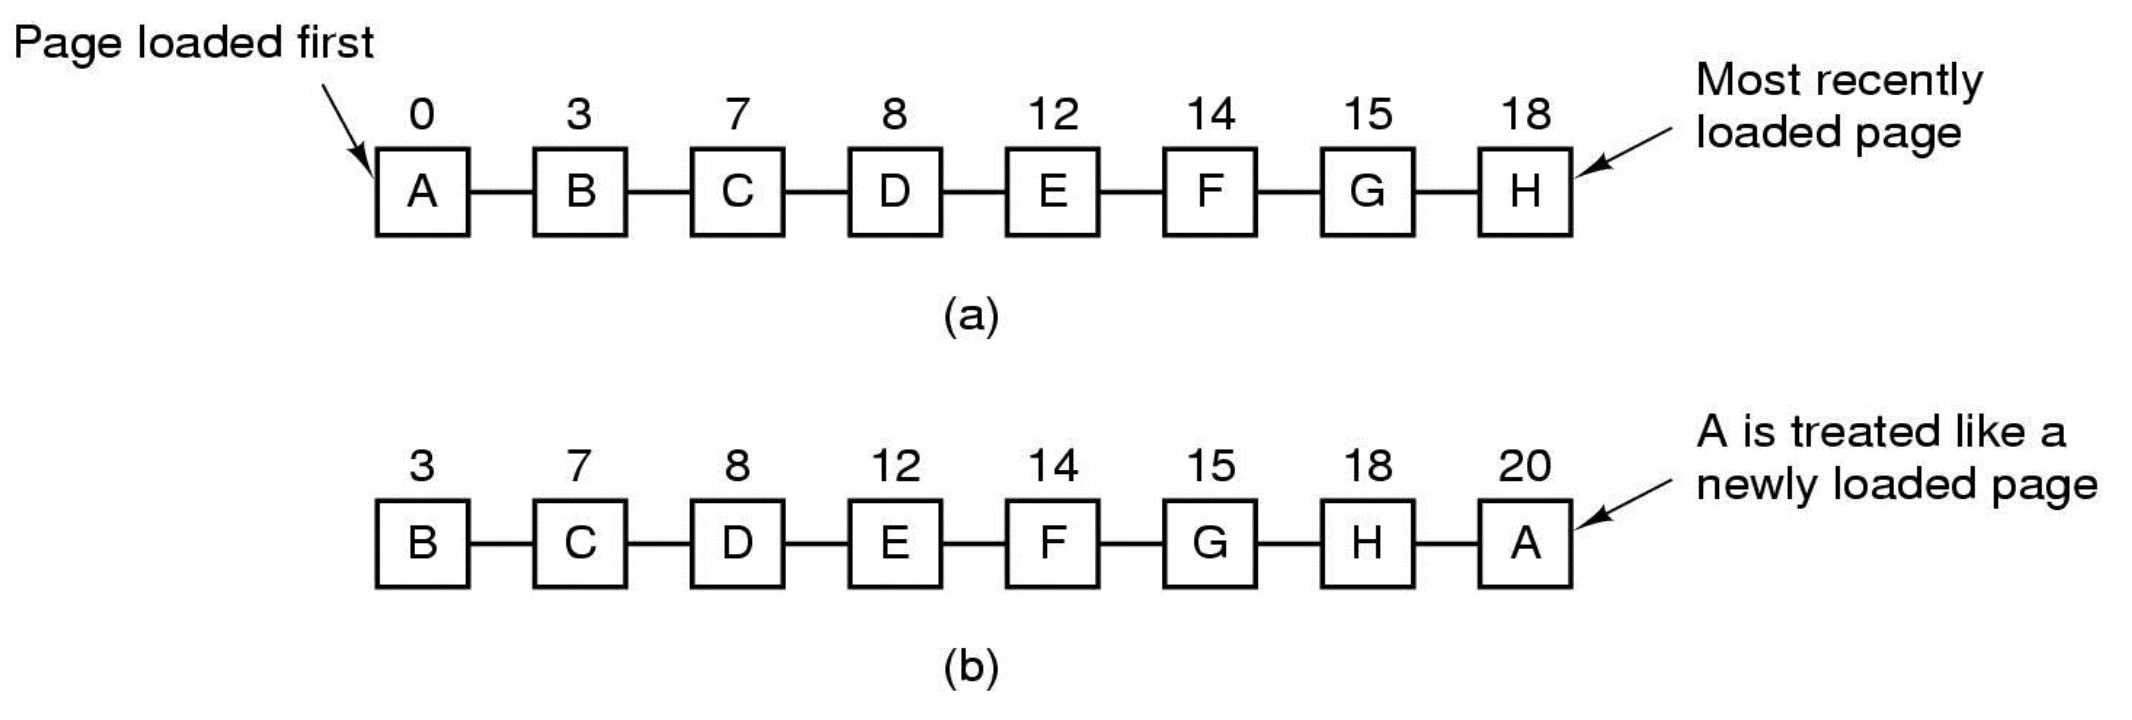 Page loaded first
Most recently
loaded page
0 3 7 8 12 14 15 18
A B C D E F G H
(a)
A is treated like a
newly loaded page
3 7 8 12 14 15 18 20
B C D E F G H A
(b)